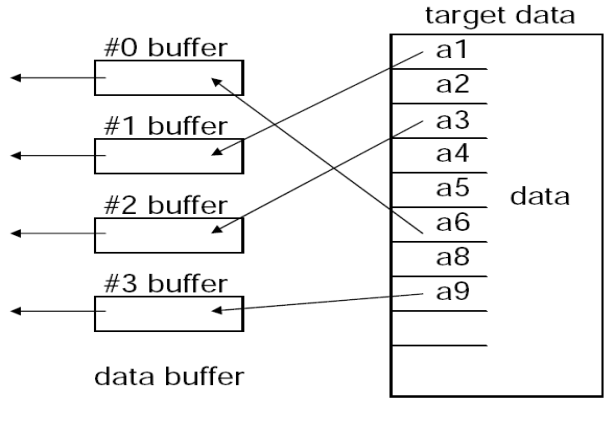 target data
#0 buffer
#1 buffer
#2 buffer
#3 buffer
data buffer
a1
a2
a3
a4
a5
a6
a8
a9
data